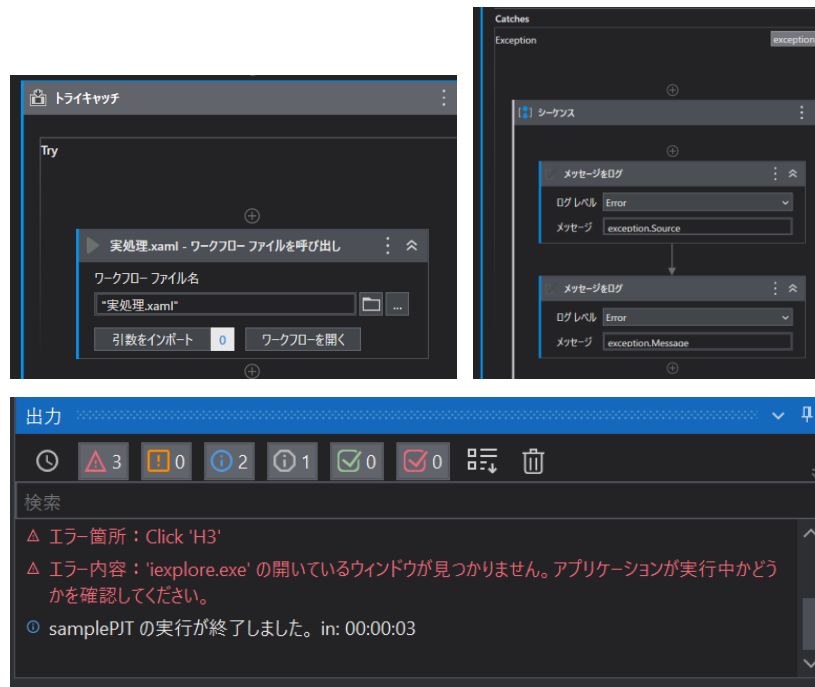 トライキャッチ
Try
実処理.xaml - ワークフロー ファイルを呼び出し
ワークフロー ファイル名
"実処理.xaml"
...
引数をインポート 0 ワークフローを開く
Catches
Exception exception
シーケンス
メッセージをログ
ログ レベル Error
メッセージ exception.Source
メッセージをログ
ログ レベル Error
メッセージ exception.Message
出力
3 0 2 1 0 0
検索
エラー箇所：Click 'H3'
エラー内容：'iexplore.exe' の開いているウィンドウが見つかりません。アプリケーションが実行中かどう
かを確認してください。
samplePJT の実行が終了しました。in: 00:00:03